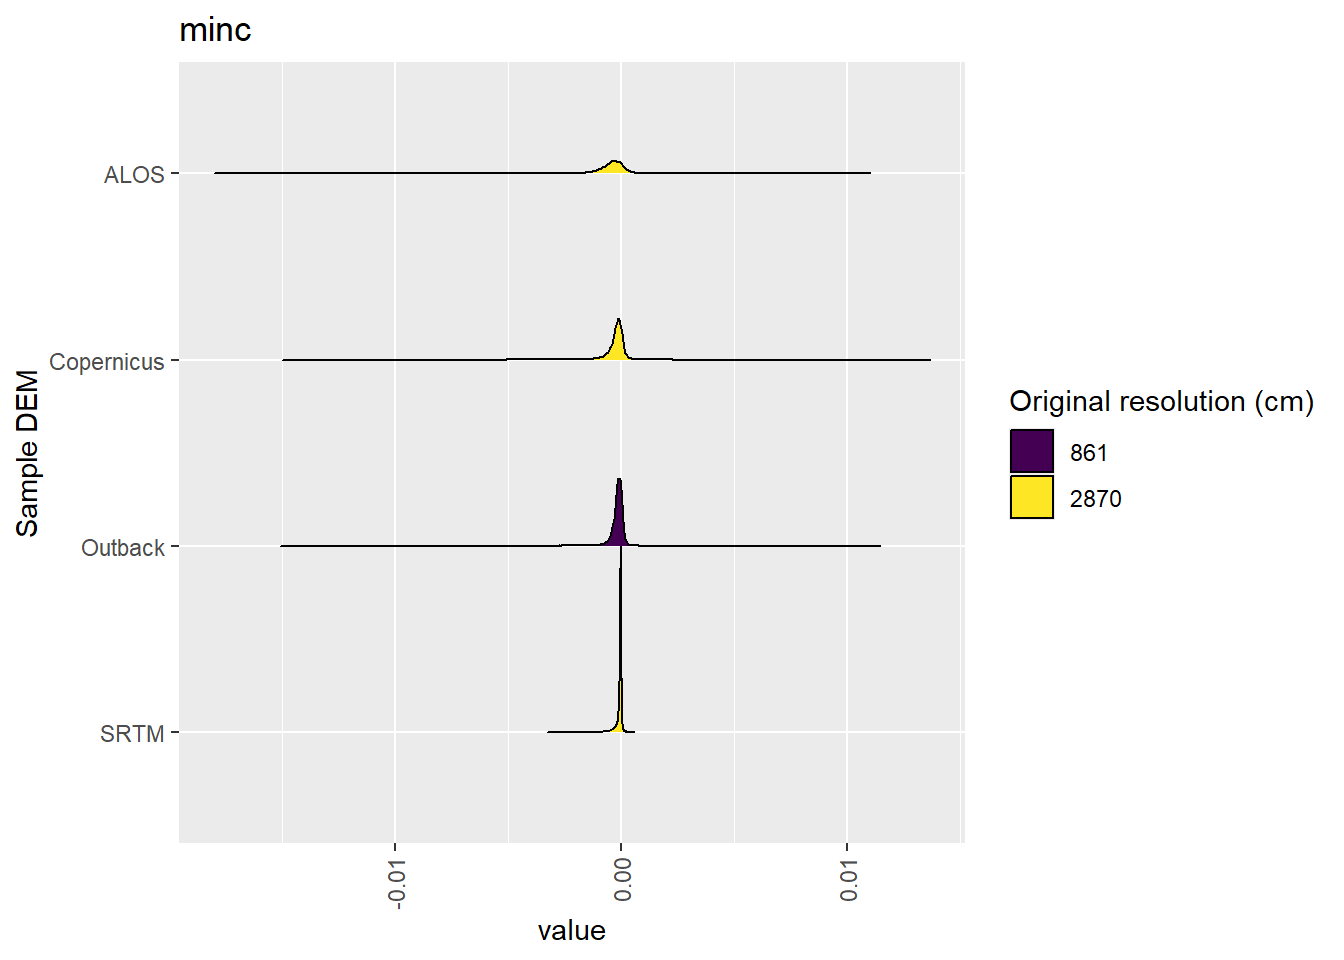 minc
Sample DEM
ALOS
Copernicus
Outback
SRTM
-0.01
0.00
0.01
value
Original resolution (cm)
861
2870